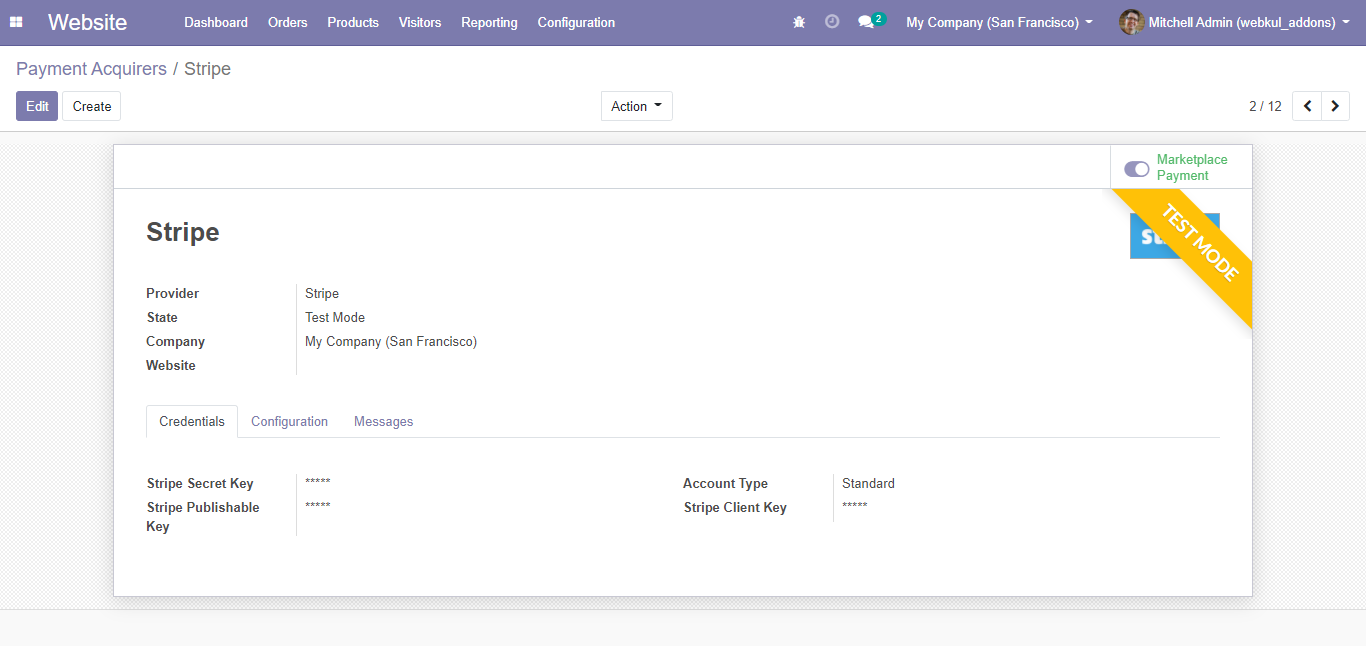 Website Dashboard Orders Products Visitors Reporting Configuration 2 My Company (San Francisco) Mitchell Admin (webkul_addons)
Payment Acquirers / Stripe
Edit Create Action 2 / 12
Marketplace
Payment
Stripe
TEST MODE
Provider Stripe
State Test Mode
Company My Company (San Francisco)
Website
Credentials Configuration Messages
Stripe Secret Key ***** Account Type Standard
Stripe Publishable ***** Stripe Client Key *****
Key